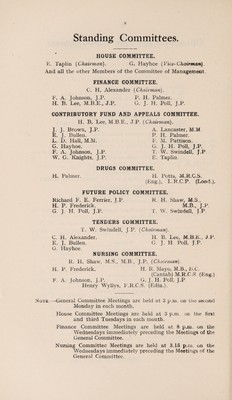 Standing Committees.
HOUSE COMMITTEE.
E. Taplin (Chairman). G. Hayhoe (Vice-Chairman).
And all the other Members of the Committee of Management.
FINANCE COMMITTEE.
C. H. Alexander (Chairman).
F. A. Johnson, J.P. P. H. Palmer.
H. B. Lee, M.B.E., J.P. G. J. H. Poll, J.P.
CONTRIBUTORY FUND AND APPEALS COMMITTEE.
H. B. Lee, M.B.E., J.P. (Chairman).
J. J. Brown, J.P. A. Lancaster, M.M.
E. J. Bullen. P. H. Palmer.
L. D. Hall, M.M. F. M. Pattison.
G. Hayhoe. G. J. H. Poll, J.P.
F. A. Johnson, J.P. T. W. Swindell, J.P
W. G. Knights, J.P. E. Taplin.
DRUGS COMMITTEE.
H. Palmer. H. Potts, M.R.C.S.
(Eng.), L.R.C.P. (Lond.).
FUTURE POLICY COMMITTEE.
Richard F. E. Ferrier, J.P. R. H. Shaw, M.S.,
H. P. Frederick. M.B., J.P
G. J. H. Poll, J.P. T. W. Swindell, J.P
TENDERS COMMITTEE.
T. W. Swindell, J.P. (Chairman).
C. H. Alexander. H. B. Lee, M.B.E., J.P.
E. J. Bullen. G. J. H. Poll, J.P.
G. Hayhoe.
NURSING COMMITTEE.
R. H. Shaw, M.S., M.B., J.P. (Chairman)
H. P. Frederick, H. B. Mayo, M.B., B.C.
(Cantab) M.R.C.S (Eng)
F. A. Johnson, J.P. G. J. H. Poll, J.P
Henry Wyllys, F.R.C.S. (Edin.).
NOTE.—General Committee Meetings are held at 3 p.m. on the second
Monday in each month.
House Committee Meetings are held at 3 p.m. on the first
and third Tuesdays in each month.
Finance Committee Meetings are held at 8 p.m. on the
Wednesdays immediately preceding the Meetings of the
General Committee.
Nursing Committee Meetings are held at 2.15 p.m. on the
Wednesdays immediately preceding the Meetings of the
General Committee.